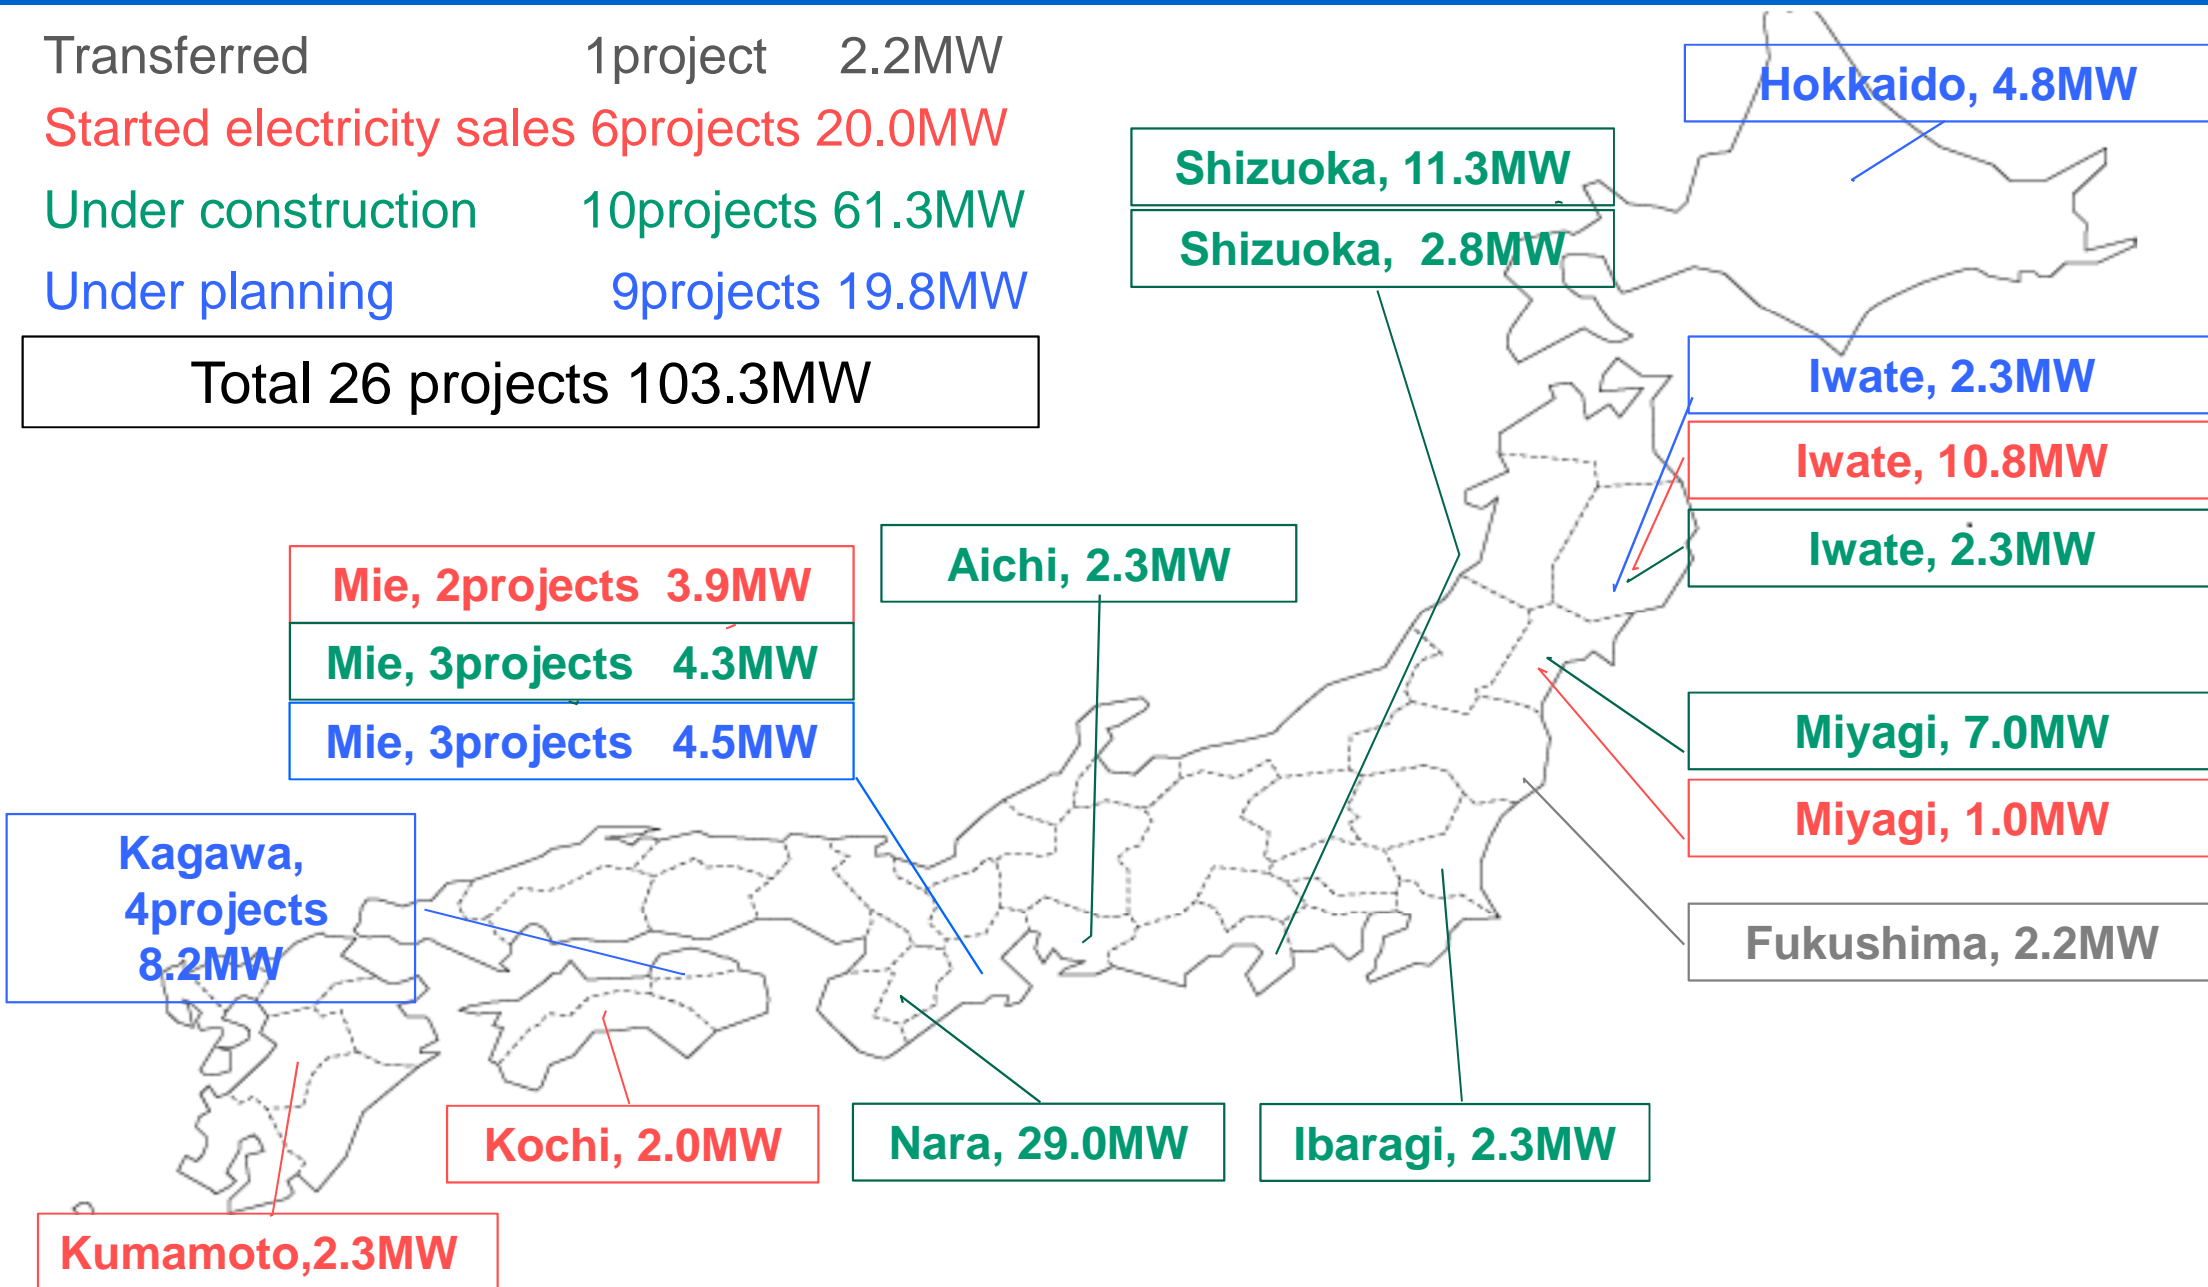 Transferred 1project 2.2MW
Started electricity sales 6projects 20.0MW
Under construction 10projects 61.3MW
Under planning 9projects 19.8MW
Total 26 projects 103.3MW
Hokkaido, 4.8MW
Shizuoka, 11.3MW
Shizuoka, 2.8MW
Iwate, 2.3MW
Iwate, 10.8MW
Iwate, 2.3MW
Aichi, 2.3MW
Mie, 2projects 3.9MW
Mie, 3projects 4.3MW
Mie, 3projects 4.5MW
Miyagi, 7.0MW
Miyagi, 1.0MW
Kagawa,
4projects
8.2MW
Fukushima, 2.2MW
Kochi, 2.0MW
Nara, 29.0MW
Ibaragi, 2.3MW
Kumamoto,2.3MW